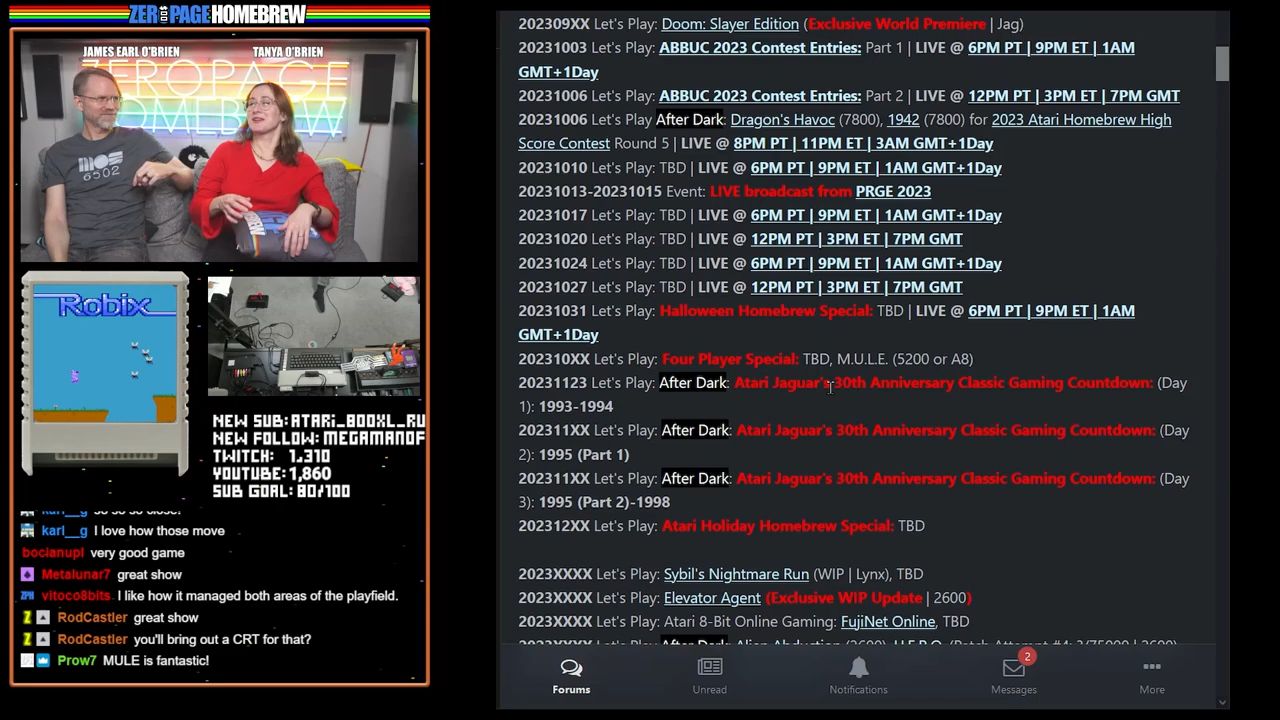 ZERO PAGE HOMEBREW
JAMES EARL O'BRIEN
TANYA O'BRIEN
ZEROPAGE
HOMEBREW
MOS
6502
Robix
NEW SUB:ATARI_800XL_RU
NEW FOLLOW:MEGAMANOF
TWITCH: 1,310
YOUTUBE: 1,860
SUB GOAL: 80/100
karl__g I love how those move
bocianupl very good game
Metalunar7 great show
vitoco8bits I like how it managed both areas of the playfield.
RodCastler great show
RodCastler you'll bring out a CRT for that?
Prow7 MULE is fantastic!
202309XX Let's Play: Doom: Slayer Edition (Exclusive World Premiere | Jag)
20231003 Let's Play: ABBUC 2023 Contest Entries: Part 1 | LIVE @ 6PM PT | 9PM ET | 1AM
GMT+1Day
20231006 Let's Play: ABBUC 2023 Contest Entries: Part 2 | LIVE @ 12PM PT | 3PM ET | 7PM GMT
20231006 Let's Play After Dark: Dragon's Havoc (7800), 1942 (7800) for 2023 Atari Homebrew High
Score Contest Round 5 | LIVE @ 8PM PT | 11PM ET | 3AM GMT+1Day
20231010 Let's Play: TBD | LIVE @ 6PM PT | 9PM ET | 1AM GMT+1Day
20231013-20231015 Event: LIVE broadcast from PRGE 2023
20231017 Let's Play: TBD | LIVE @ 6PM PT | 9PM ET | 1AM GMT+1Day
20231020 Let's Play: TBD | LIVE @ 12PM PT | 3PM ET | 7PM GMT
20231024 Let's Play: TBD | LIVE @ 6PM PT | 9PM ET | 1AM GMT+1Day
20231027 Let's Play: TBD | LIVE @ 12PM PT | 3PM ET | 7PM GMT
20231031 Let's Play: Halloween Homebrew Special: TBD | LIVE @ 6PM PT | 9PM ET | 1AM
GMT+1Day
202310XX Let's Play: Four Player Special: TBD, M.U.L.E. (5200 or A8)
20231123 Let's Play: After Dark: Atari Jaguar's 30th Anniversary Classic Gaming Countdown: (Day
1): 1993-1994
202311XX Let's Play: After Dark: Atari Jaguar's 30th Anniversary Classic Gaming Countdown: (Day
2): 1995 (Part 1)
202311XX Let's Play: After Dark: Atari Jaguar's 30th Anniversary Classic Gaming Countdown: (Day
3): 1995 (Part 2)-1998
202312XX Let's Play: Atari Holiday Homebrew Special: TBD
2023XXXX Let's Play: Sybil's Nightmare Run (WIP | Lynx), TBD
2023XXXX Let's Play: Elevator Agent (Exclusive WIP Update | 2600)
2023XXXX Let's Play: Atari 8-Bit Online Gaming: FujiNet Online, TBD
2
Forums
Unread
Notifications
Messages
More